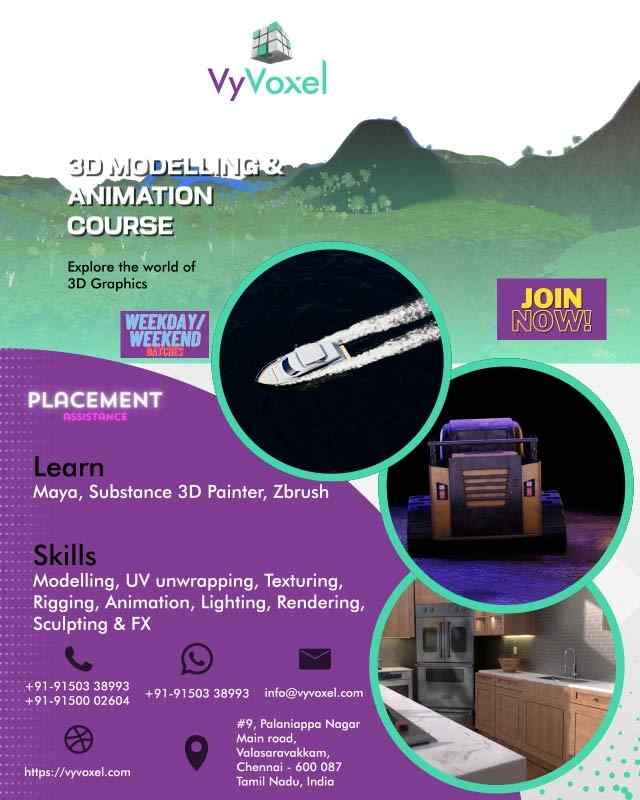 VyVoxel
3D MODELLING &
ANIMATION
COURSE
Explore the world of
3D Graphics
WEEKDAY/
WEEKEND
BATCHES
JOIN
NOW!
PLACEMENT
ASSISTANCE
Learn
Maya, Substance 3D Painter, Zbrush
Skills
Modelling, UV unwrapping, Texturing,
Rigging, Animation, Lighting, Rendering,
Sculpting & FX
+91-91503 38993
+91-91500 02604
+91-91503 38993
info@vyvoxel.com
https://vyvoxel.com
#9, Palaniappa Nagar
Main road,
Valasaravakkam,
Chennai - 600 087
Tamil Nadu, India